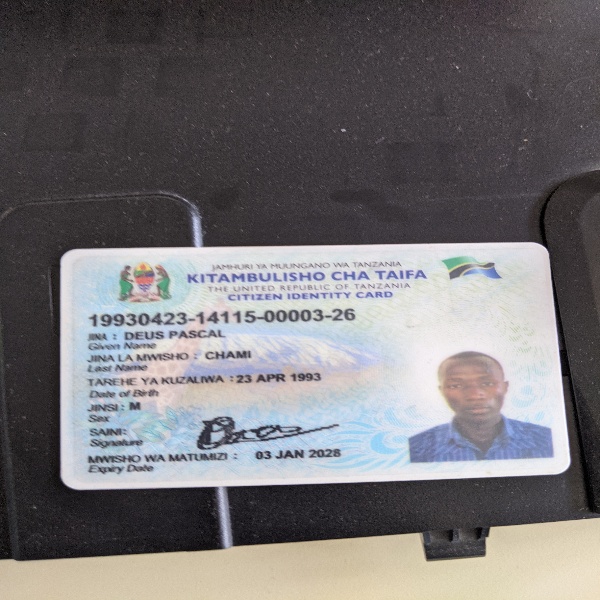 JAMHURI YA MUUNGANO WA TANZANIA
KITAMBULISHO CHA TAIFA
THE UNITED REPUBLIC OF TANZANIA
CITIZEN IDENTITY CARD
19930423-14115-00003-26
JINA : DEUS PASCAL
Given Name
JINA LA MWISHO : CHAMI
Last Name
TAREHE YA KUZALIWA : 23 APR 1993
Date of Birth
JINSI : M
Sex
SAINI:
Signature
MWISHO WA MATUMIZI : 03 JAN 2028
Expiry Date